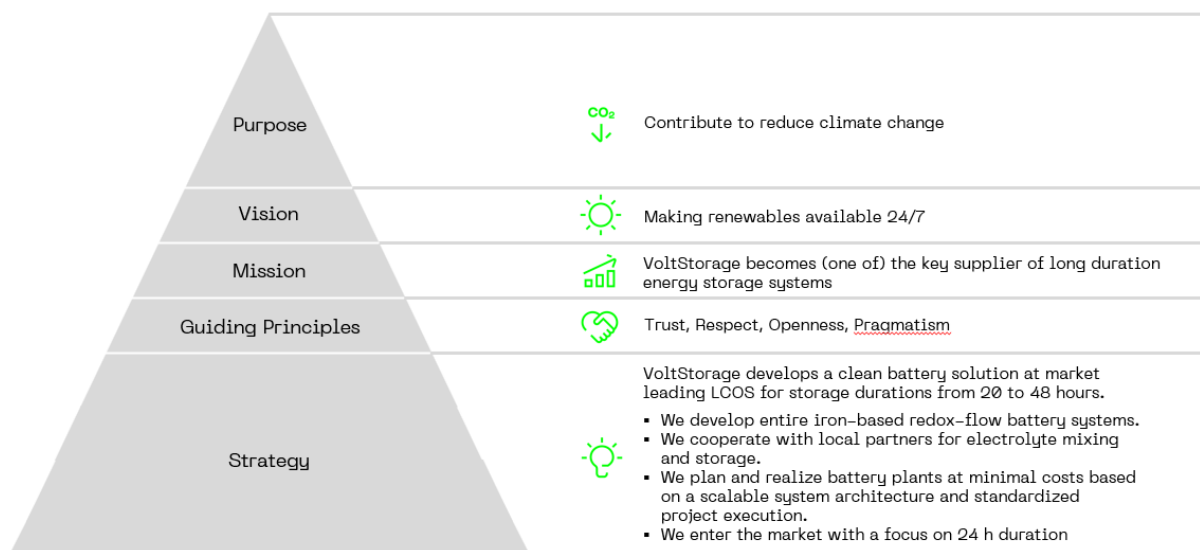 Purpose
CO₂
Contribute to reduce climate change
Vision
Making renewables available 24/7
Mission
VoltStorage becomes (one of) the key supplier of long duration
energy storage systems
Guiding Principles
Trust, Respect, Openness, Pragmatism
Strategy
VoltStorage develops a clean battery solution at market
leading LCOS for storage durations from 20 to 48 hours.
▪ We develop entire iron-based redox-flow battery systems.
▪ We cooperate with local partners for electrolyte mixing
and storage.
▪ We plan and realize battery plants at minimal costs based
on a scalable system architecture and standardized
project execution.
▪ We enter the market with a focus on 24 h duration